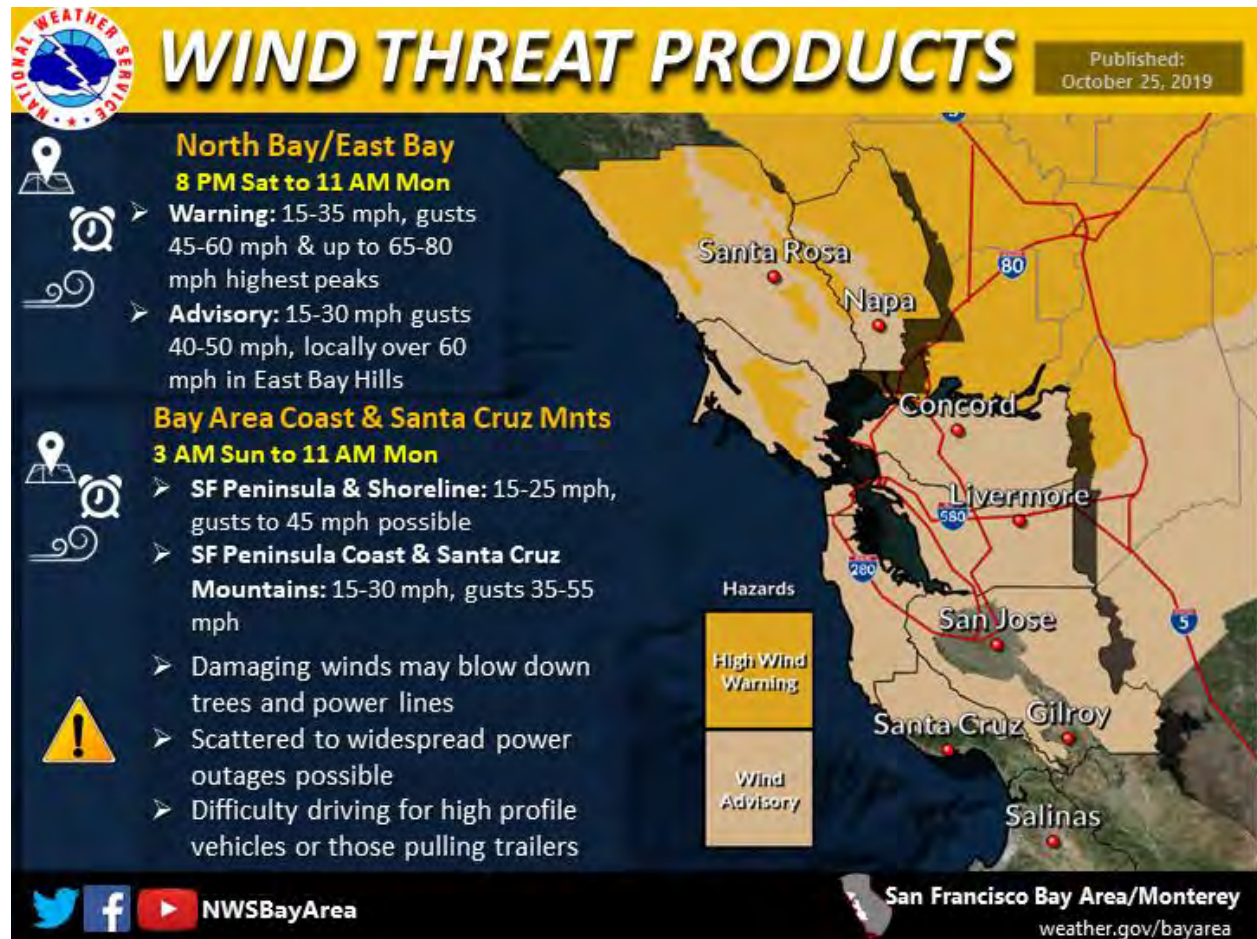 NATIONAL WEATHER SERVICE
WIND THREAT PRODUCTS
Published:
October 25, 2019
North Bay/East Bay
8 PM Sat to 11 AM Mon
➢ Warning: 15-35 mph, gusts
45-60 mph & up to 65-80
mph highest peaks
➢ Advisory: 15-30 mph gusts
40-50 mph, locally over 60
mph in East Bay Hills
Bay Area Coast & Santa Cruz Mnts
3 AM Sun to 11 AM Mon
➢ SF Peninsula & Shoreline: 15-25 mph,
gusts to 45 mph possible
➢ SF Peninsula Coast & Santa Cruz
Mountains: 15-30 mph, gusts 35-55
mph
➢ Damaging winds may blow down
trees and power lines
➢ Scattered to widespread power
outages possible
➢ Difficulty driving for high profile
vehicles or those pulling trailers
5
Santa Rosa
80
Napa
Concord
Livermore
580
280
San Jose
5
Santa Cruz
Gilroy
Salinas
Hazards
High Wind
Warning
Wind
Advisory
NWSBayArea
San Francisco Bay Area/Monterey
weather.gov/bayarea